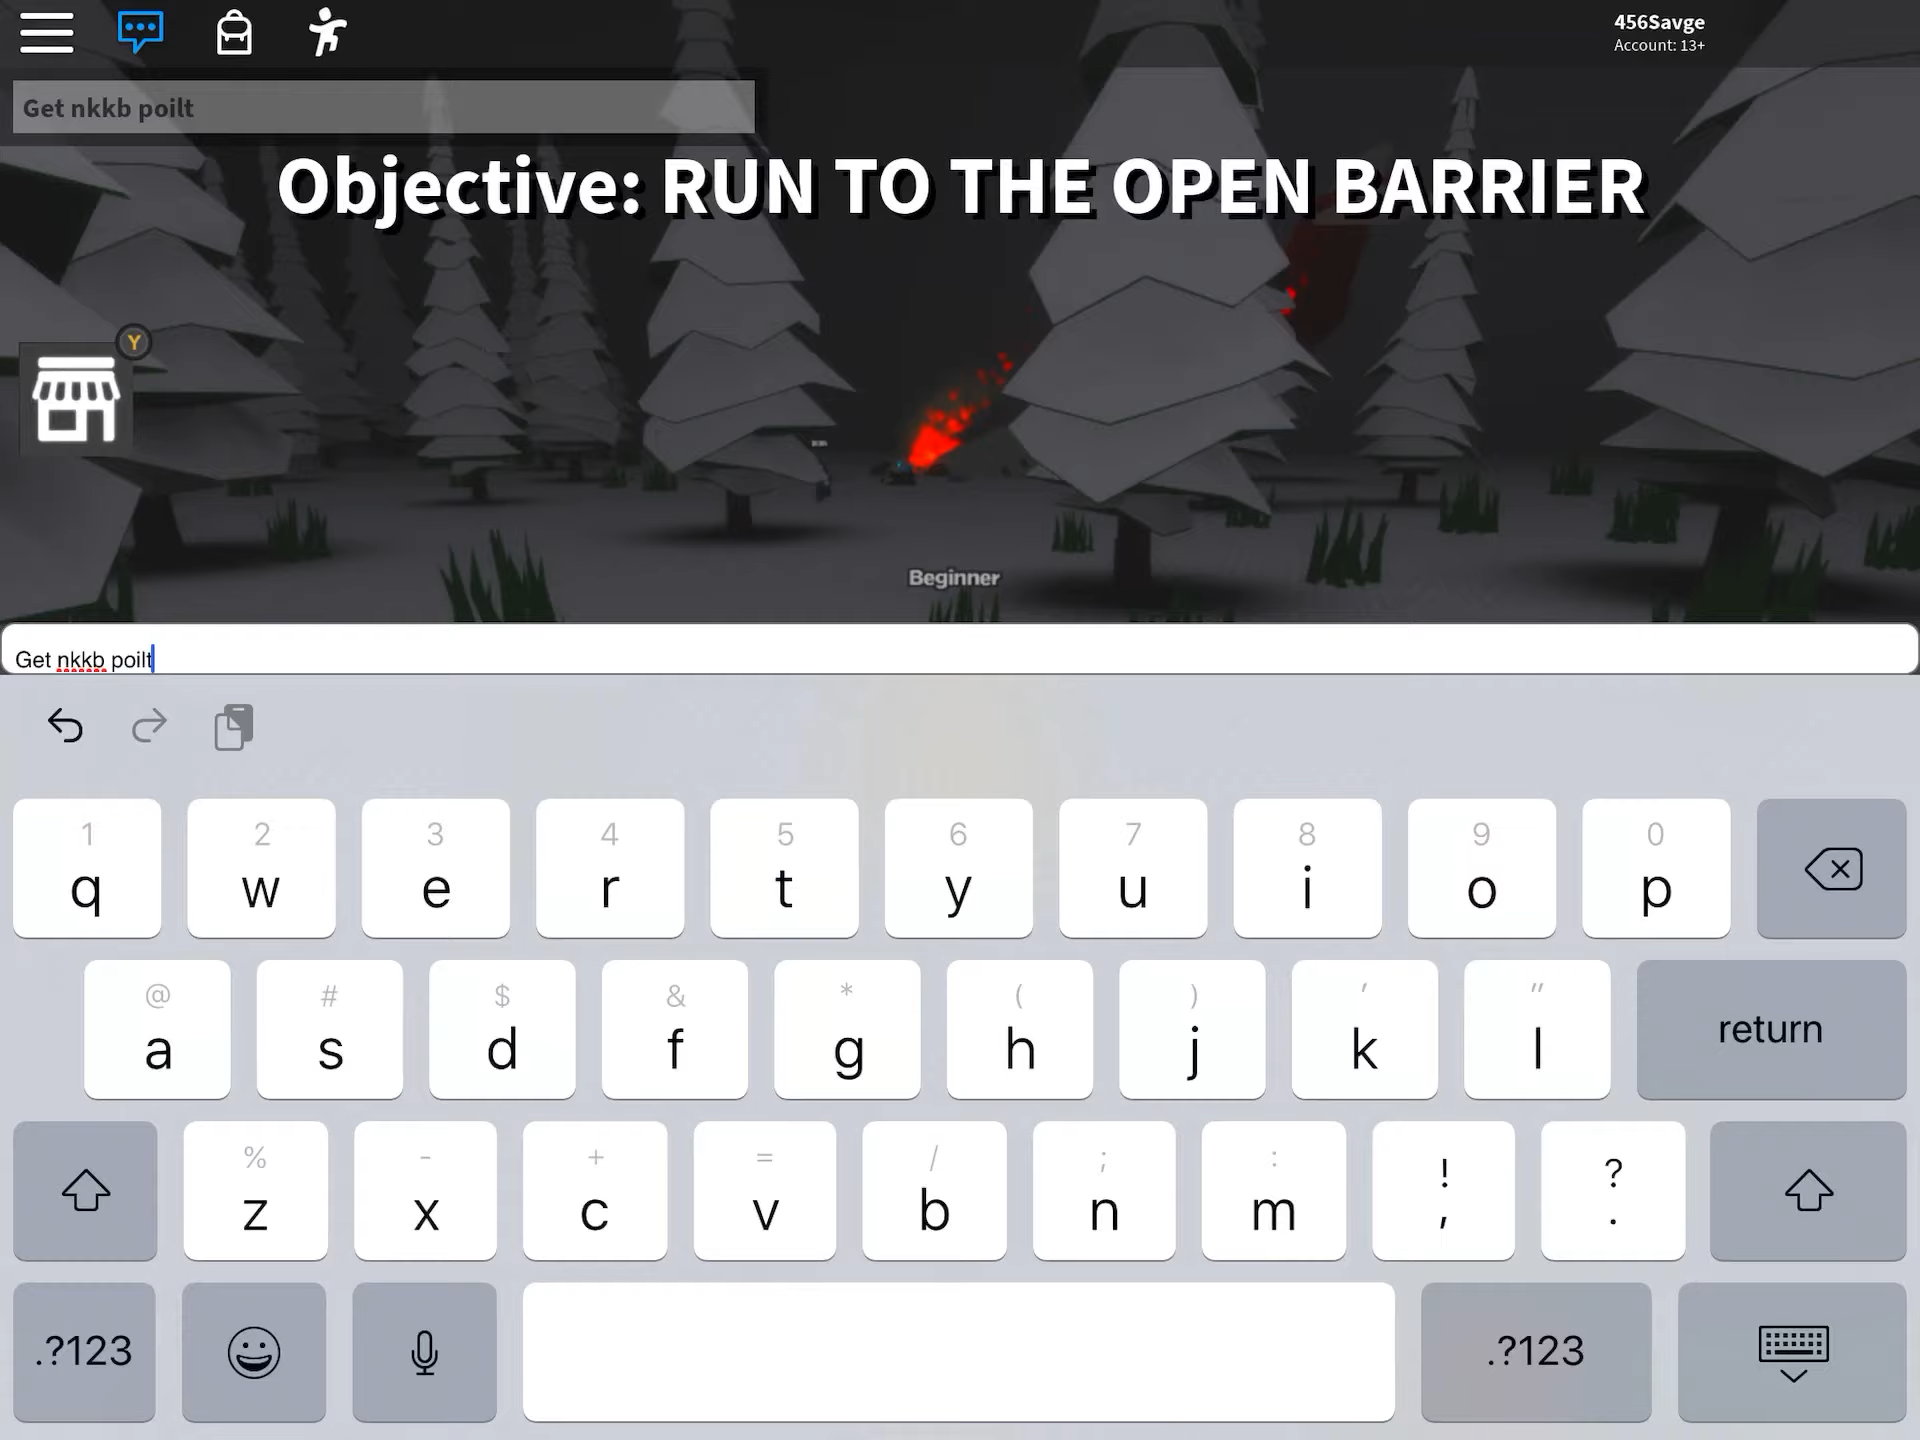 456Savge
Account: 13+
Get nkkb poilt
Objective: RUN TO THE OPEN BARRIER
Y
Beginner
Get nkkb poilt
1 2 3 4 5 6 7 8 9 0
q w e r t y u i o p
@ # $ & * ( ) ' "
a s d f g h j k l return
% - + = / ; : ! ?
z x c v b n m , .
.?123 .?123